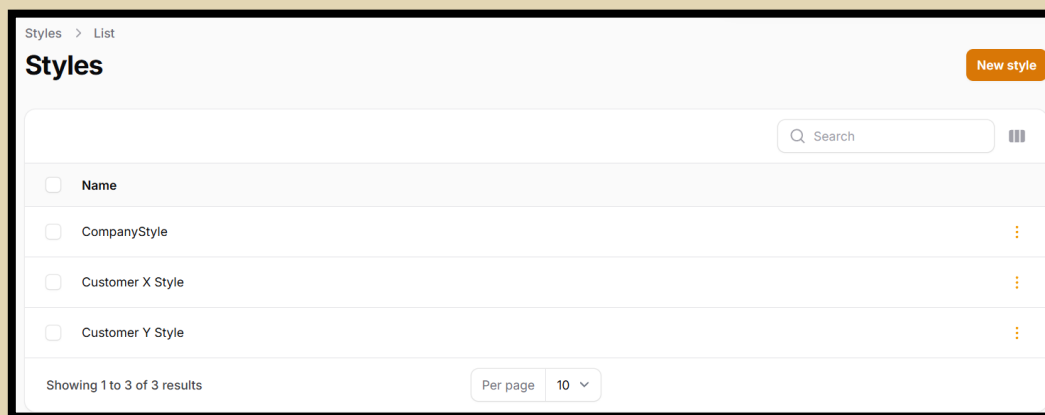 Styles > List
Styles
New style
Search
Name
CompanyStyle
Customer X Style
Customer Y Style
Showing 1 to 3 of 3 results
Per page 10